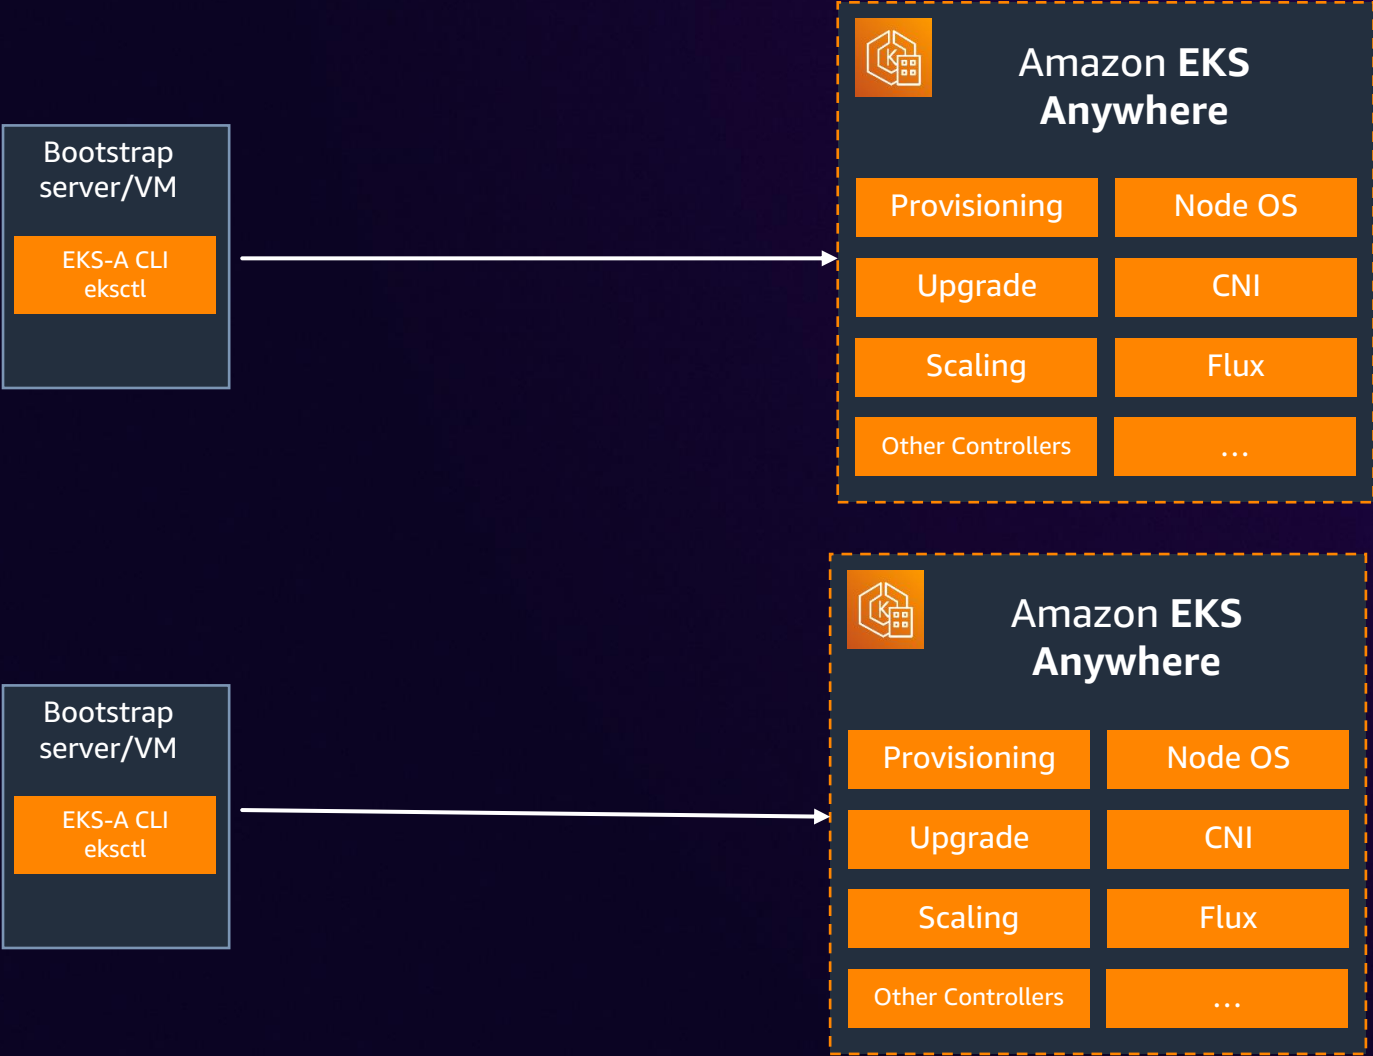 Amazon EKS
Anywhere
Bootstrap
server/VM
EKS-A CLI
eksctl
Provisioning
Node OS
Upgrade
CNI
Scaling
Flux
Other Controllers
...
Amazon EKS
Anywhere
Bootstrap
server/VM
EKS-A CLI
eksctl
Provisioning
Node OS
Upgrade
CNI
Scaling
Flux
Other Controllers
...